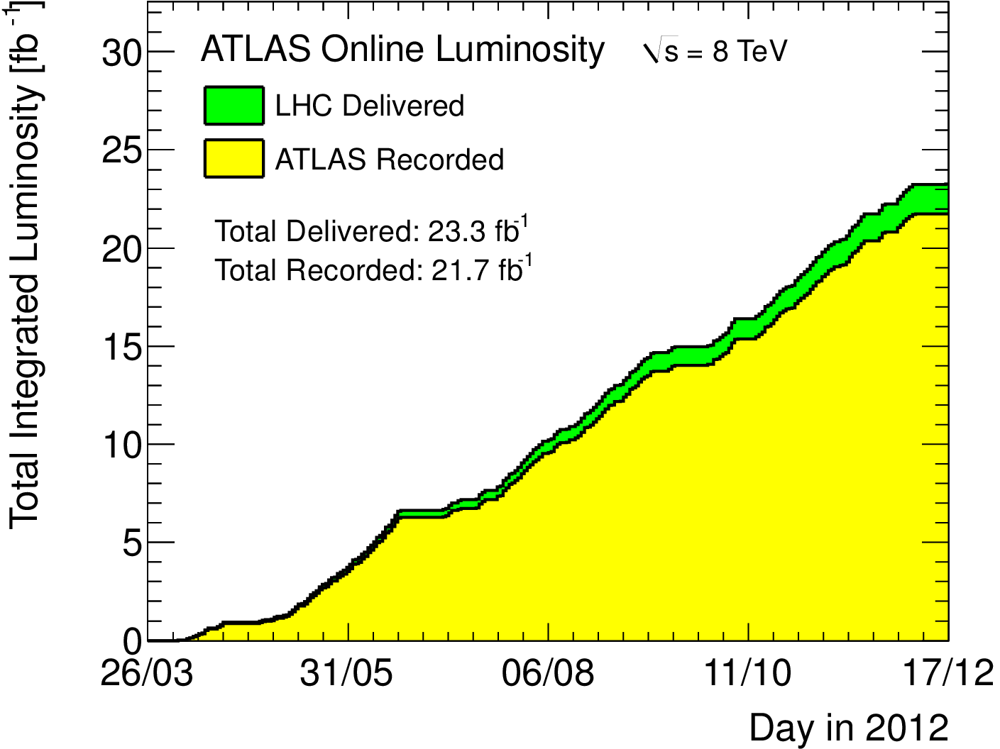 Total Integrated Luminosity [fb⁻¹]
ATLAS Online Luminosity √s = 8 TeV
LHC Delivered
ATLAS Recorded
Total Delivered: 23.3 fb⁻¹
Total Recorded: 21.7 fb⁻¹
30
25
20
15
10
5
0
26/03 31/05 06/08 11/10 17/12
Day in 2012